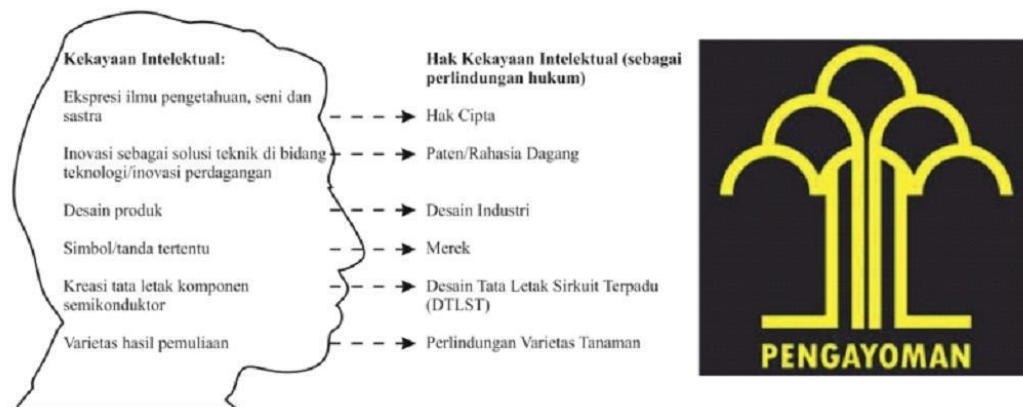 Kekayaan Intelektual:
Ekspresi ilmu pengetahuan, seni dan
sastra
Inovasi sebagai solusi teknik di bidang
teknologi/inovasi perdagangan
Desain produk
Simbol/tanda tertentu
Kreasi tata letak komponen
semikonduktor
Varietas hasil pemuliaan
Hak Kekayaan Intelektual (sebagai
perlindungan hukum)
Hak Cipta
Paten/Rahasia Dagang
Desain Industri
Merek
Desain Tata Letak Sirkuit Terpadu
(DTLST)
Perlindungan Varietas Tanaman
PENGAYOMAN